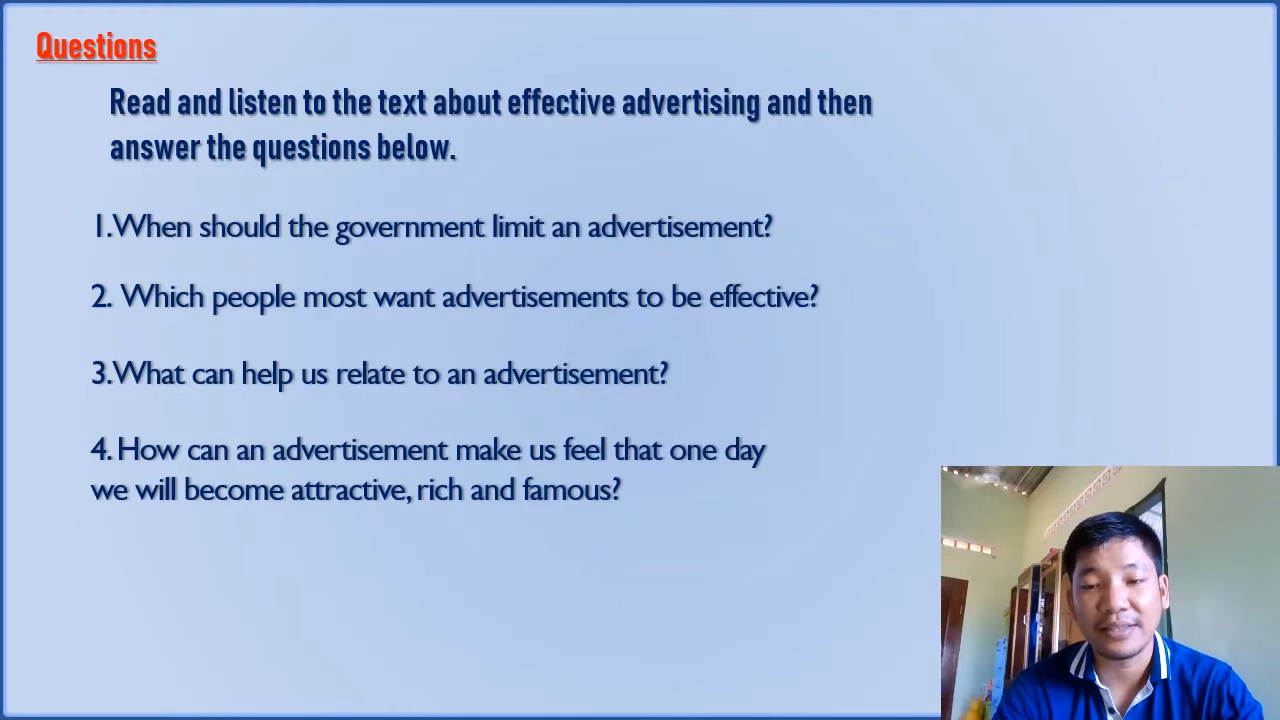 Questions
Read and listen to the text about effective advertising and then
answer the questions below.
1.When should the government limit an advertisement?
2. Which people most want advertisements to be effective?
3.What can help us relate to an advertisement?
4. How can an advertisement make us feel that one day
we will become attractive, rich and famous?